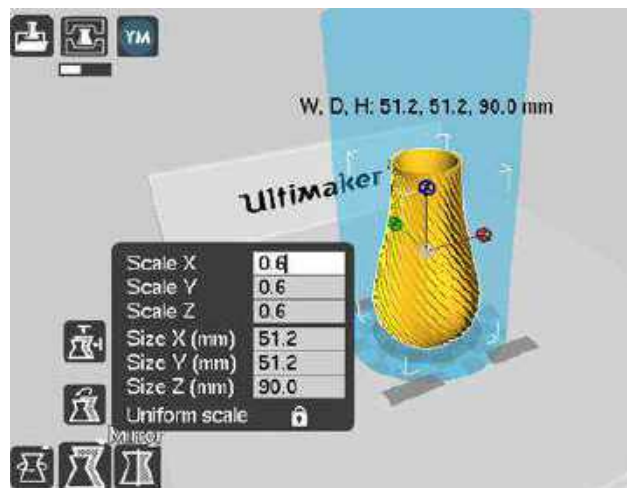 YM
W, D, H: 51.2, 51.2, 90.0 mm
Ultimaker
Scale X 0.6
Scale Y 0.6
Scale Z 0.6
Size X (mm) 51.2
Size Y (mm) 51.2
Size Z (mm) 90.0
Uniform scale
Mirror